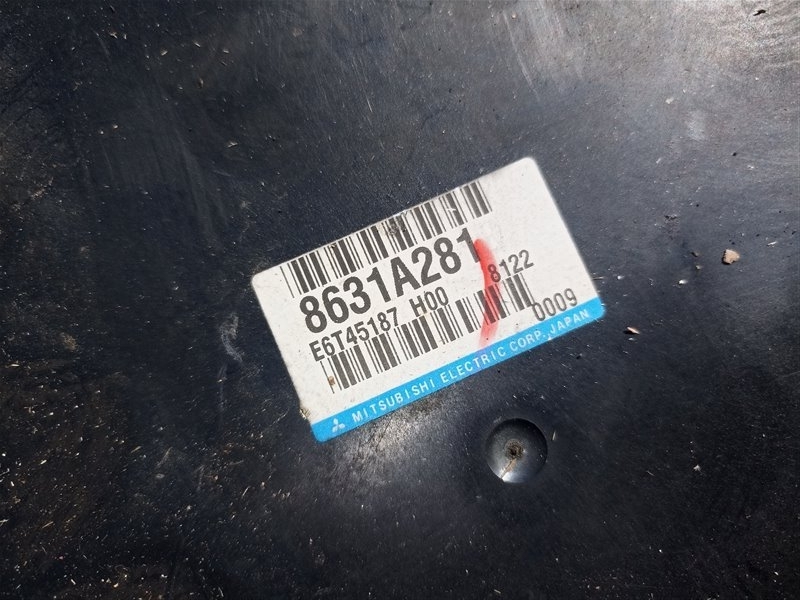 8631A281
E6T45187 H00 8122
0009
MITSUBISHI ELECTRIC CORP. JAPAN